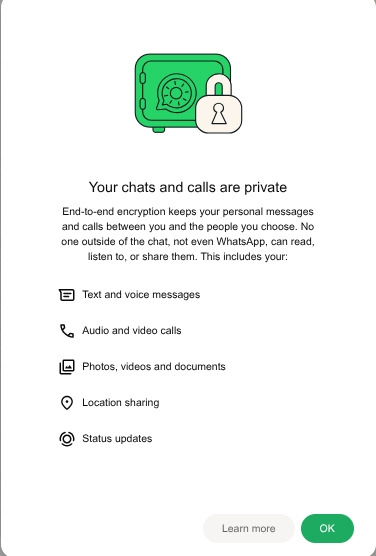 Your chats and calls are private
End-to-end encryption keeps your personal messages
and calls between you and the people you choose. No
one outside of the chat, not even WhatsApp, can read,
listen to, or share them. This includes your:
Text and voice messages
Audio and video calls
Photos, videos and documents
Location sharing
Status updates
Learn more
OK